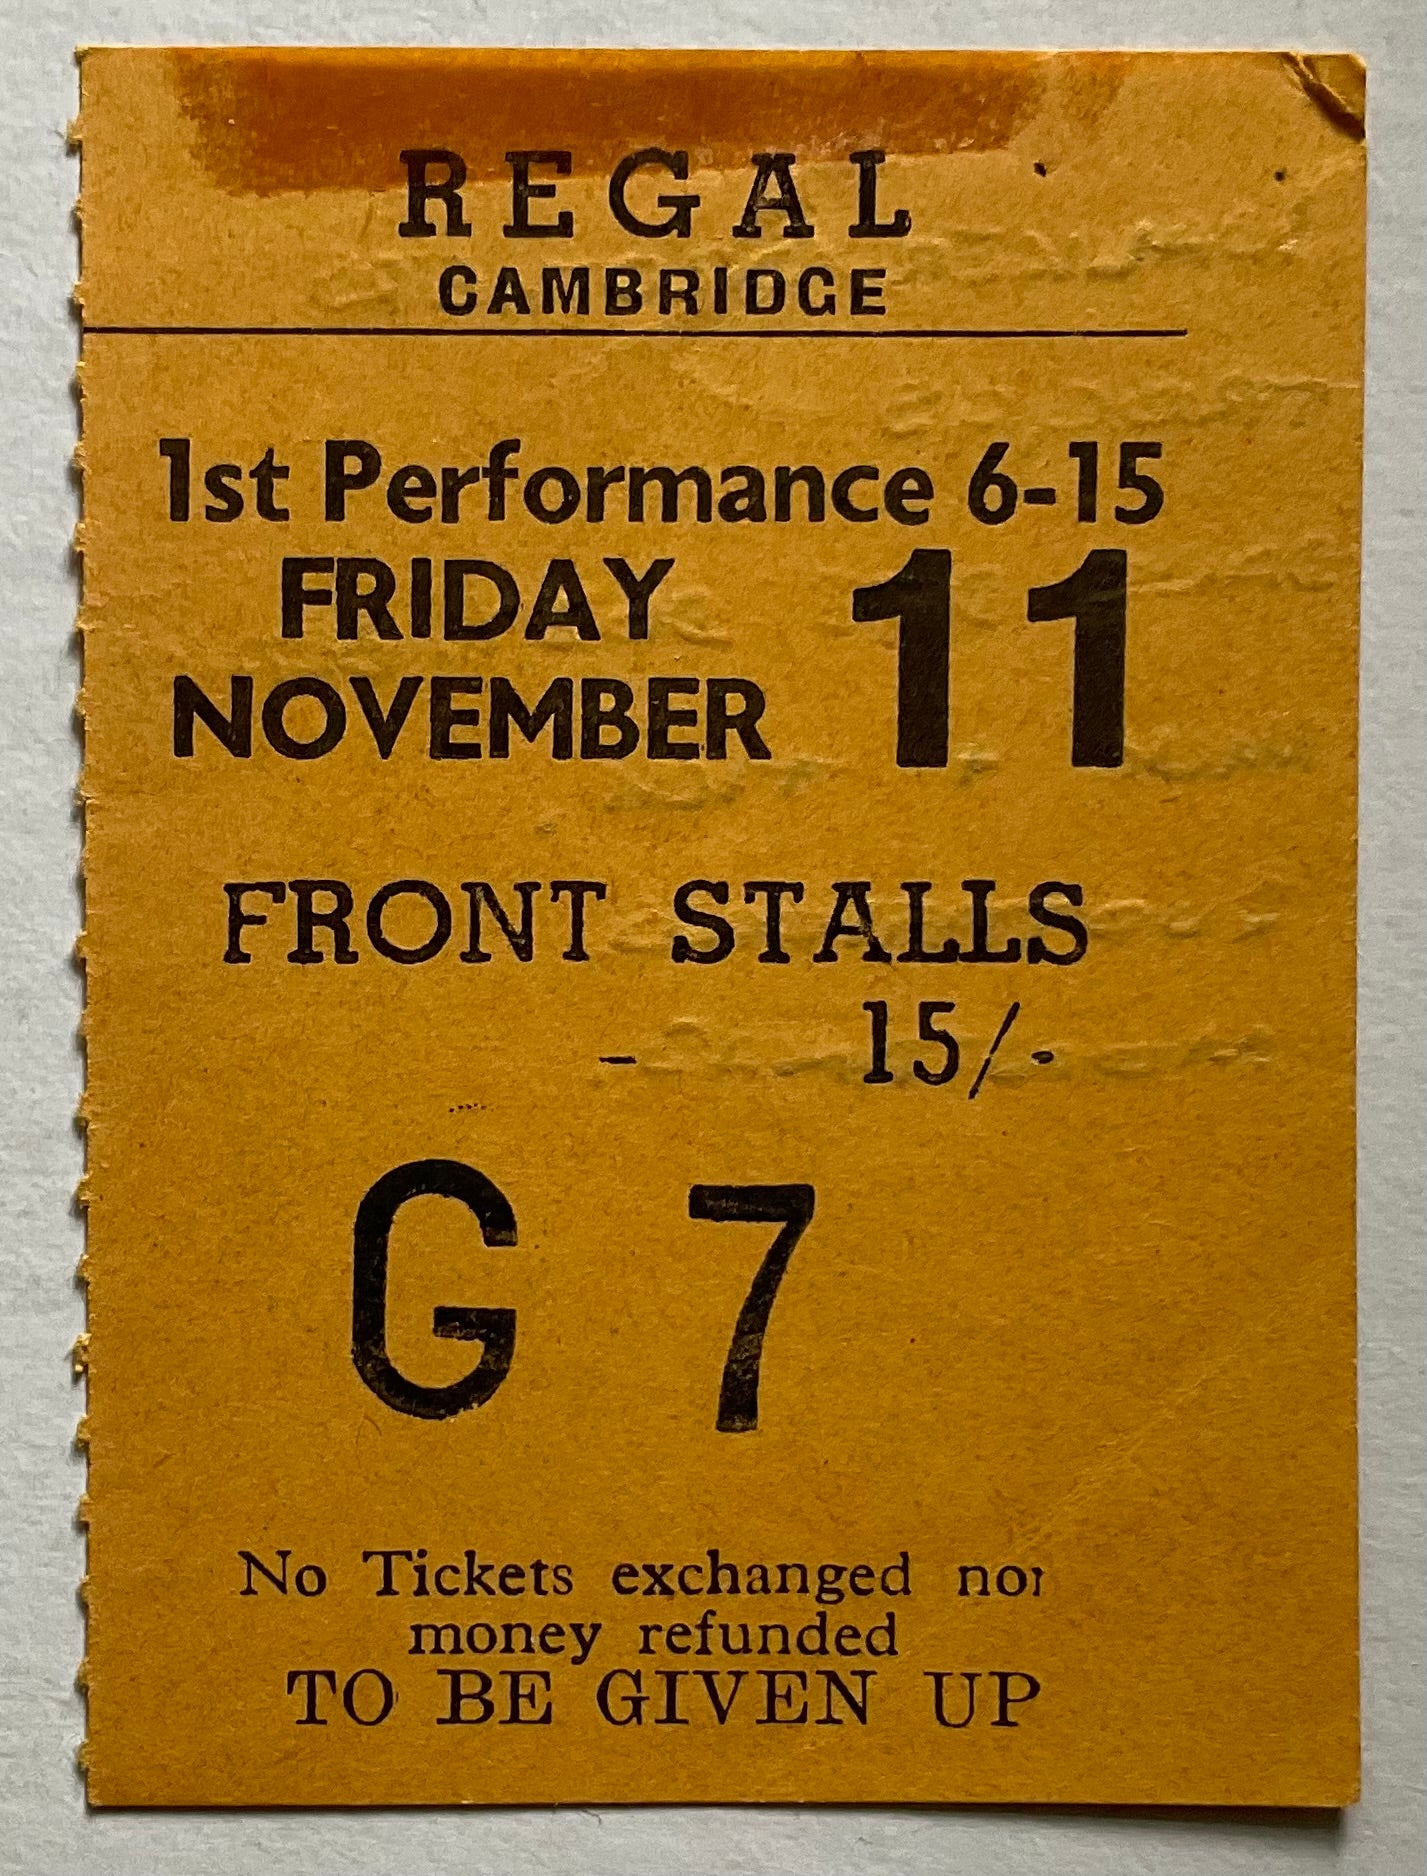 REGAL
CAMBRIDGE
1st Performance 6-15
FRIDAY 11
NOVEMBER
FRONT STALLS
- 15/-
G 7
No Tickets exchanged nor
money refunded
TO BE GIVEN UP